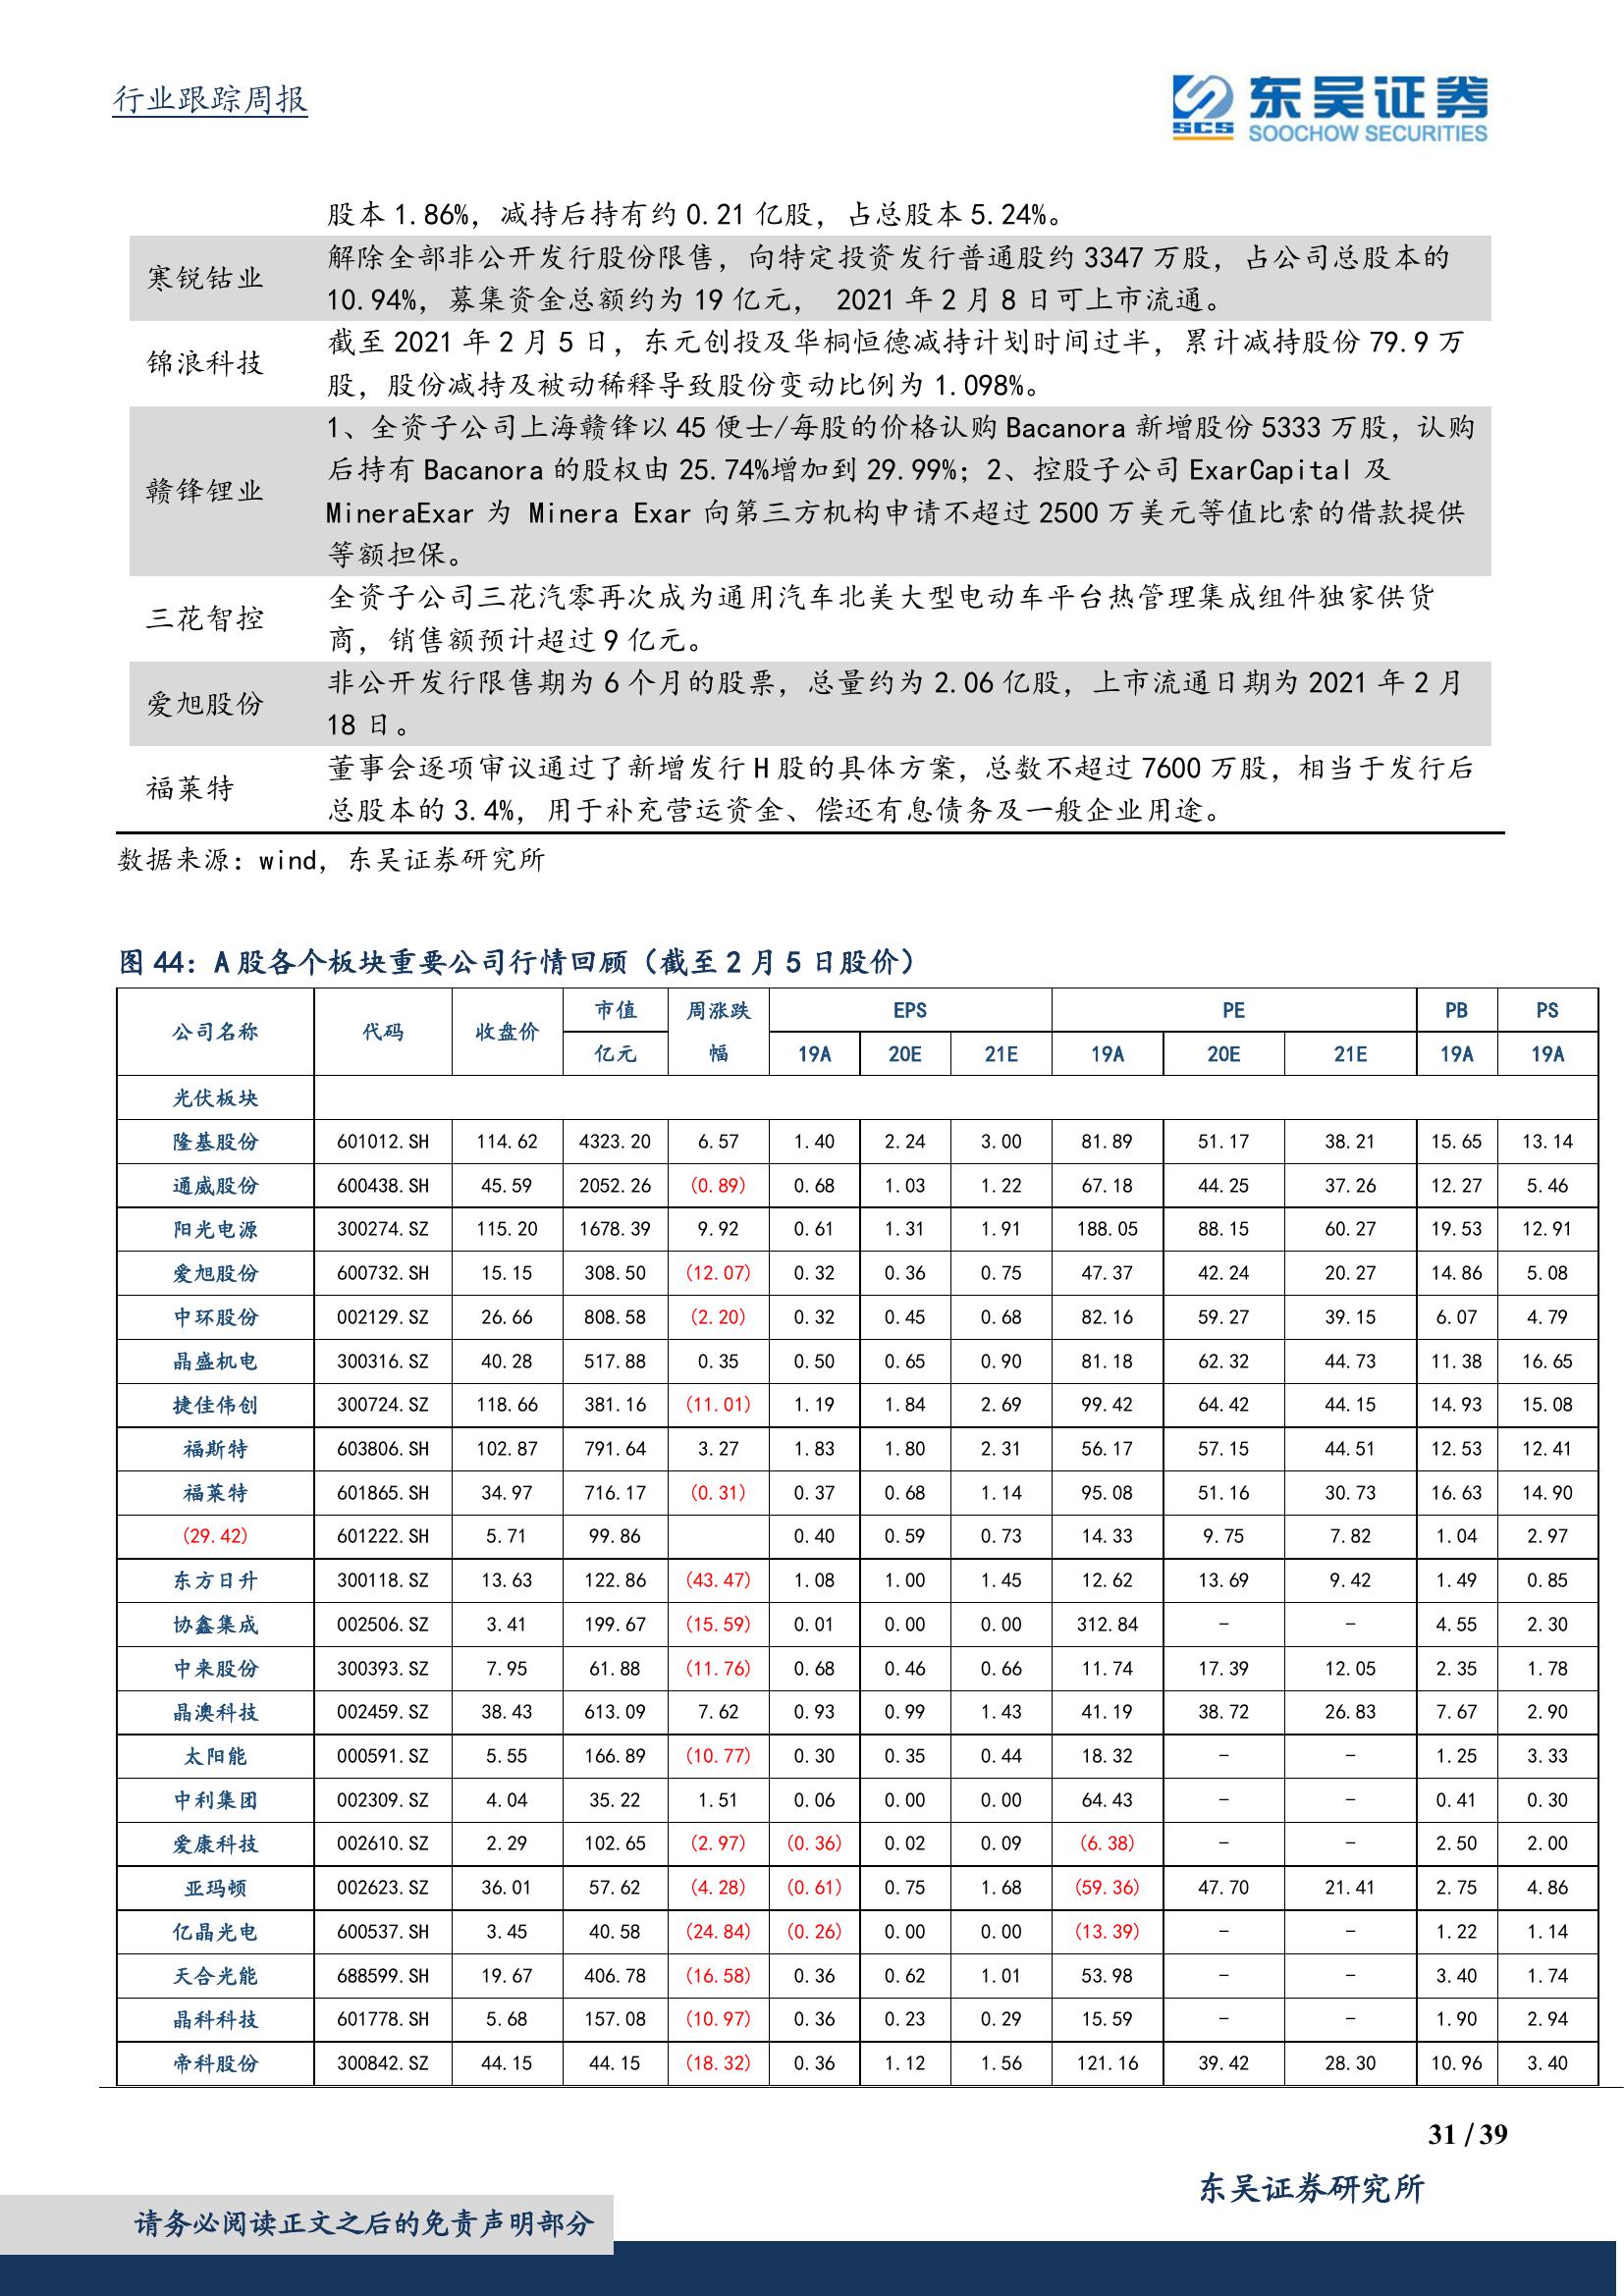 行业跟踪周报
东吴证券
SCS
SOOCHOW SECURITIES
股本 1.86%，减持后持有约 0.21 亿股，占总股本 5.24%。
寒锐钴业
解除全部非公开发行股份限售，向特定投资发行普通股约 3347 万股，占公司总股本的
10.94%，募集资金总额约为 19 亿元， 2021 年 2 月 8 日可上市流通。
锦浪科技
截至 2021 年 2 月 5 日，东元创投及华桐恒德减持计划时间过半，累计减持股份 79.9 万
股，股份减持及被动稀释导致股份变动比例为 1.098%。
赣锋锂业
1、全资子公司上海赣锋以 45 便士/每股的价格认购 Bacanora 新增股份 5333 万股，认购
后持有 Bacanora 的股权由 25.74%增加到 29.99%；2、控股子公司 ExarCapital 及
MineraExar 为 Minera Exar 向第三方机构申请不超过 2500 万美元等值比索的借款提供
等额担保。
三花智控
全资子公司三花汽零再次成为通用汽车北美大型电动车平台热管理集成组件独家供货
商，销售额预计超过 9 亿元。
爱旭股份
非公开发行限售期为 6 个月的股票，总量约为 2.06 亿股，上市流通日期为 2021 年 2 月
18 日。
福莱特
董事会逐项审议通过了新增发行 H 股的具体方案，总数不超过 7600 万股，相当于发行后
总股本的 3.4%，用于补充营运资金、偿还有息债务及一般企业用途。
数据来源：wind，东吴证券研究所
图 44：A 股各个板块重要公司行情回顾（截至 2 月 5 日股价）
公司名称 代码 收盘价 市值 周涨跌 EPS PE PB PS
亿元 幅 19A 20E 21E 19A 20E 21E 19A 19A
光伏板块
隆基股份 601012.SH 114.62 4323.20 6.57 1.40 2.24 3.00 81.89 51.17 38.21 15.65 13.14
通威股份 600438.SH 45.59 2052.26 (0.89) 0.68 1.03 1.22 67.18 44.25 37.26 12.27 5.46
阳光电源 300274.SZ 115.20 1678.39 9.92 0.61 1.31 1.91 188.05 88.15 60.27 19.53 12.91
爱旭股份 600732.SH 15.15 308.50 (12.07) 0.32 0.36 0.75 47.37 42.24 20.27 14.86 5.08
中环股份 002129.SZ 26.66 808.58 (2.20) 0.32 0.45 0.68 82.16 59.27 39.15 6.07 4.79
晶盛机电 300316.SZ 40.28 517.88 0.35 0.50 0.65 0.90 81.18 62.32 44.73 11.38 16.65
捷佳伟创 300724.SZ 118.66 381.16 (11.01) 1.19 1.84 2.69 99.42 64.42 44.15 14.93 15.08
福斯特 603806.SH 102.87 791.64 3.27 1.83 1.80 2.31 56.17 57.15 44.51 12.53 12.41
福莱特 601865.SH 34.97 716.17 (0.31) 0.37 0.68 1.14 95.08 51.16 30.73 16.63 14.90
(29.42) 601222.SH 5.71 99.86 0.40 0.59 0.73 14.33 9.75 7.82 1.04 2.97
东方日升 300118.SZ 13.63 122.86 (43.47) 1.08 1.00 1.45 12.62 13.69 9.42 1.49 0.85
协鑫集成 002506.SZ 3.41 199.67 (15.59) 0.01 0.00 0.00 312.84 - - 4.55 2.30
中来股份 300393.SZ 7.95 61.88 (11.76) 0.68 0.46 0.66 11.74 17.39 12.05 2.35 1.78
晶澳科技 002459.SZ 38.43 613.09 7.62 0.93 0.99 1.43 41.19 38.72 26.83 7.67 2.90
太阳能 000591.SZ 5.55 166.89 (10.77) 0.30 0.35 0.44 18.32 - - 1.25 3.33
中利集团 002309.SZ 4.04 35.22 1.51 0.06 0.00 0.00 64.43 - - 0.41 0.30
爱康科技 002610.SZ 2.29 102.65 (2.97) (0.36) 0.02 0.09 (6.38) - - 2.50 2.00
亚玛顿 002623.SZ 36.01 57.62 (4.28) (0.61) 0.75 1.68 (59.36) 47.70 21.41 2.75 4.86
亿晶光电 600537.SH 3.45 40.58 (24.84) (0.26) 0.00 0.00 (13.39) - - 1.22 1.14
天合光能 688599.SH 19.67 406.78 (16.58) 0.36 0.62 1.01 53.98 - - 3.40 1.74
晶科科技 601778.SH 5.68 157.08 (10.97) 0.36 0.23 0.29 15.59 - - 1.90 2.94
帝科股份 300842.SZ 44.15 44.15 (18.32) 0.36 1.12 1.56 121.16 39.42 28.30 10.96 3.40
31 / 39
东吴证券研究所
请务必阅读正文之后的免责声明部分